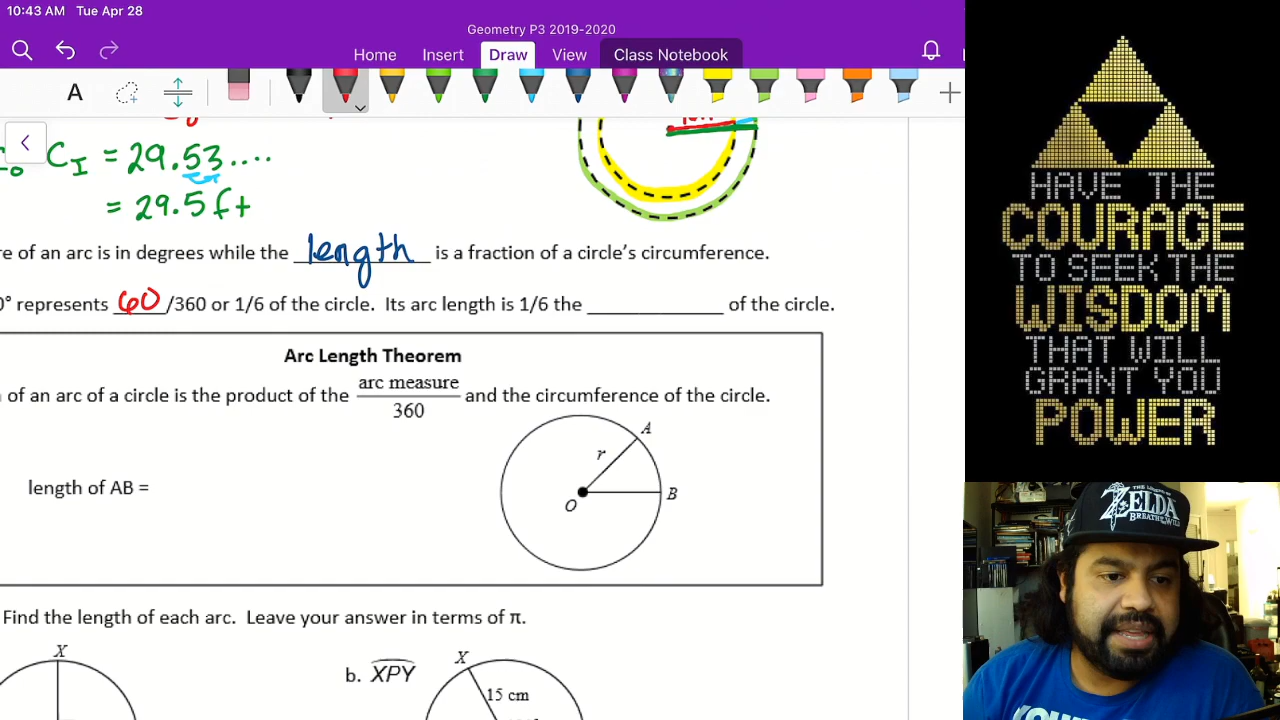 10:43 AM Tue Apr 28
Geometry P3 2019-2020
Home Insert Draw View Class Notebook
A
C_I = 29.53....
= 29.5 ft
re of an arc is in degrees while the length is a fraction of a circle's circumference.
0° represents 60/360 or 1/6 of the circle. Its arc length is 1/6 the ____________ of the circle.
Arc Length Theorem
of an arc of a circle is the product of the arc measure/360 and the circumference of the circle.
A
r
length of AB =
B
O
Find the length of each arc. Leave your answer in terms of π.
X
b. XPY
X
15 cm
HAVE THE
COURAGE
TO SEEK THE
WISDOM
THAT WILL
GRANT YOU
POWER
THE LEGEND OF
ZELDA
BREATH OF THE WILD